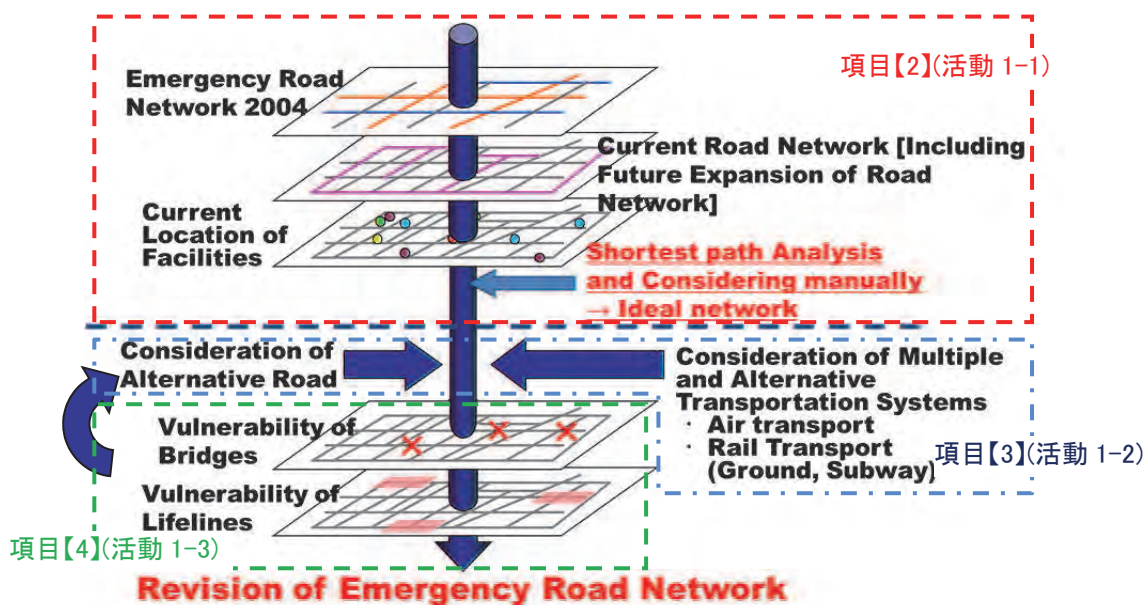 項目【2】(活動 1-1)
Emergency Road
Network 2004
Current Road Network [Including
Future Expansion of Road
Network]
Current
Location of
Facilities
Shortest path Analysis
and Considering manually
→ Ideal network
Consideration of
Alternative Road
Consideration of Multiple
and Alternative
Transportation Systems
・ Air transport
・ Rail Transport
(Ground, Subway)
項目【3】(活動 1-2)
Vulnerability of
Bridges
Vulnerability of
Lifelines
項目【4】(活動 1-3)
Revision of Emergency Road Network